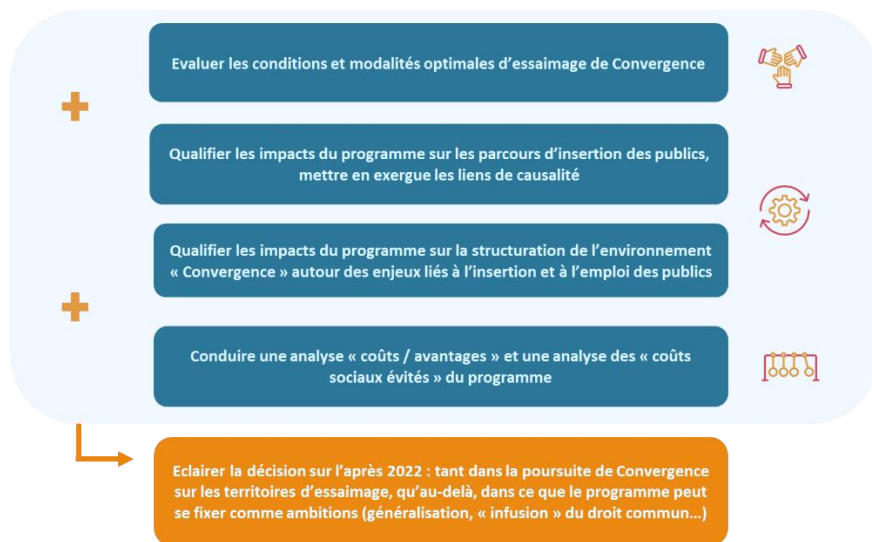 Evaluer les conditions et modalités optimales d’essaimage de Convergence
Qualifier les impacts du programme sur les parcours d’insertion des publics,
mettre en exergue les liens de causalité
Qualifier les impacts du programme sur la structuration de l’environnement
« Convergence » autour des enjeux liés à l’insertion et à l’emploi des publics
Conduire une analyse « coûts / avantages » et une analyse des « coûts
sociaux évités » du programme
Eclairer la décision sur l’après 2022 : tant dans la poursuite de Convergence
sur les territoires d’essaimage, qu’au-delà, dans ce que le programme peut
se fixer comme ambitions (généralisation, « infusion » du droit commun…)